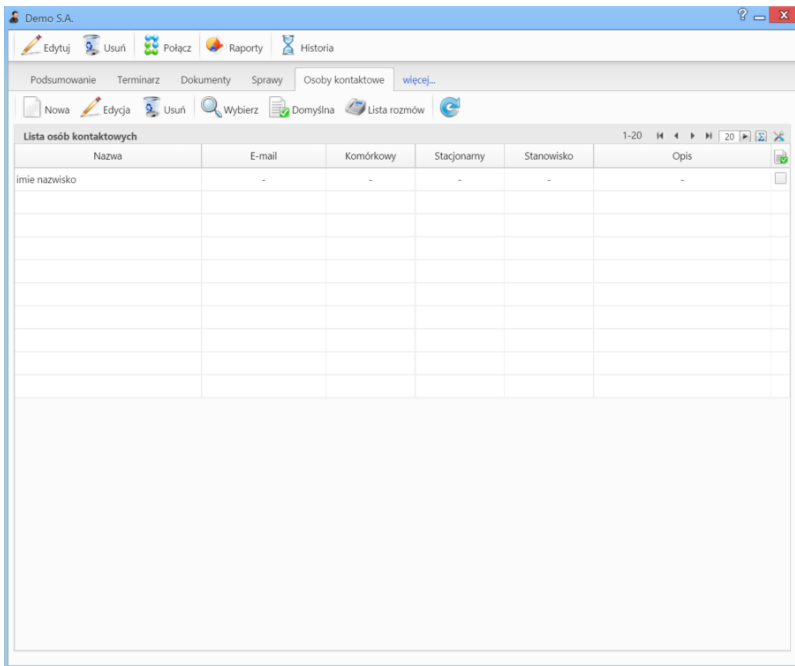 Demo S.A.
Edytuj Usuń Połącz Raporty Historia
Podsumowanie Terminarz Dokumenty Sprawy Osoby kontaktowe więcej...
Nowa Edycja Usuń Wybierz Domyślna Lista rozmów
Lista osób kontaktowych 1-20 20
Nazwa E-mail Komórkowy Stacjonarny Stanowisko Opis
imie nazwisko - - - - -